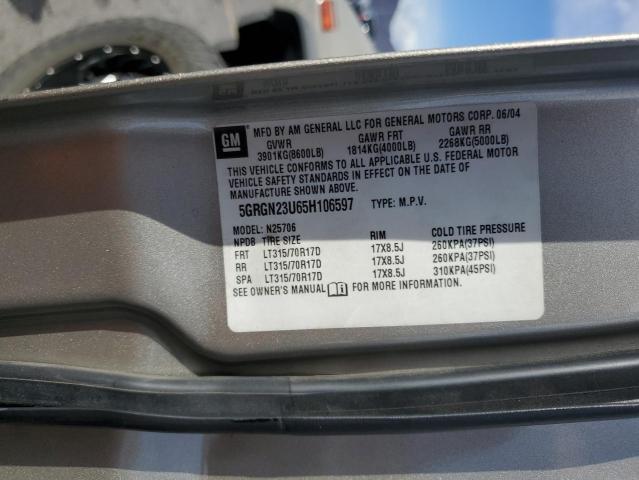 GM
MFD BY AM GENERAL LLC FOR GENERAL MOTORS CORP. 06/04
GVWR GAWR FRT GAWR RR
3901KG(8600LB) 1814KG(4000LB) 2268KG(5000LB)
THIS VEHICLE CONFORMS TO ALL APPLICABLE U.S. FEDERAL MOTOR
VEHICLE SAFETY STANDARDS IN EFFECT ON THE DATE OF
MANUFACTURE SHOWN ABOVE.
5GRGN23U65H106597 TYPE: M.P.V.
MODEL: N25706
NPDB TIRE SIZE RIM COLD TIRE PRESSURE
FRT LT315/70R17D 17X8.5J 260KPA(37PSI)
RR LT315/70R17D 17X8.5J 260KPA(37PSI)
SPA LT315/70R17D 17X8.5J 310KPA(45PSI)
SEE OWNER'S MANUAL FOR MORE INFORMATION.